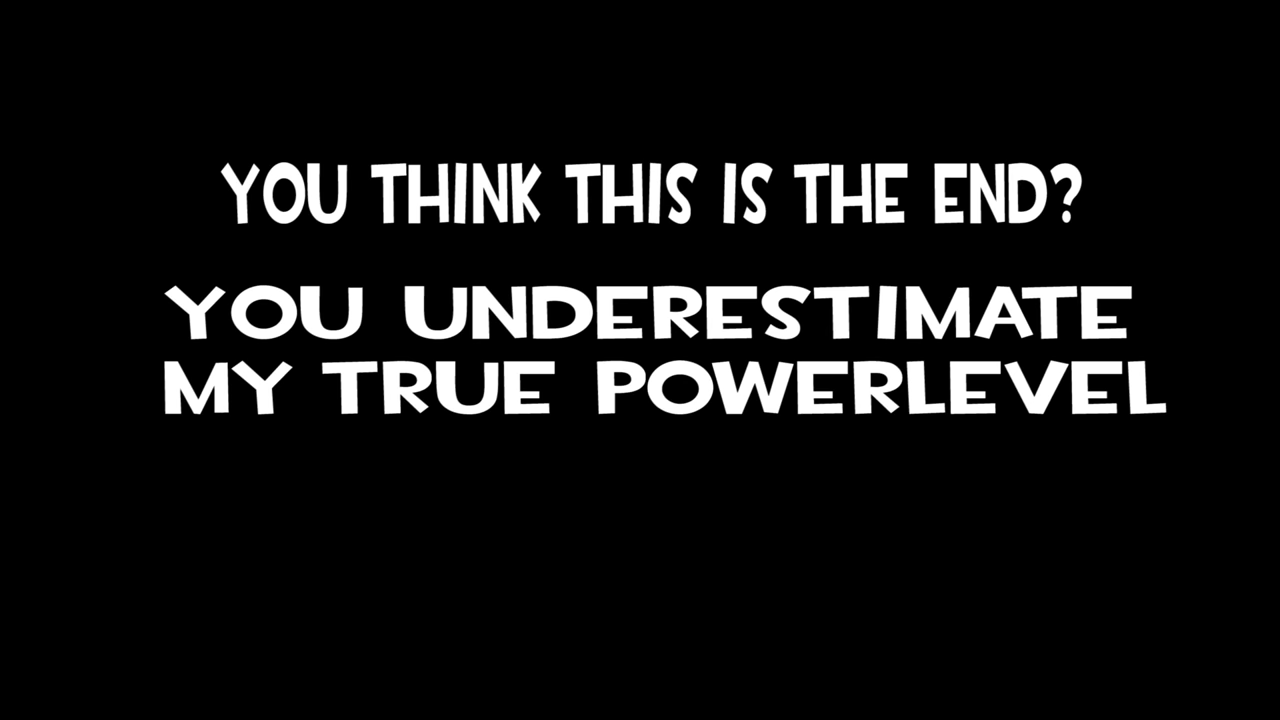 YOU THINK THIS IS THE END?
YOU UNDERESTIMATE
MY TRUE POWERLEVEL